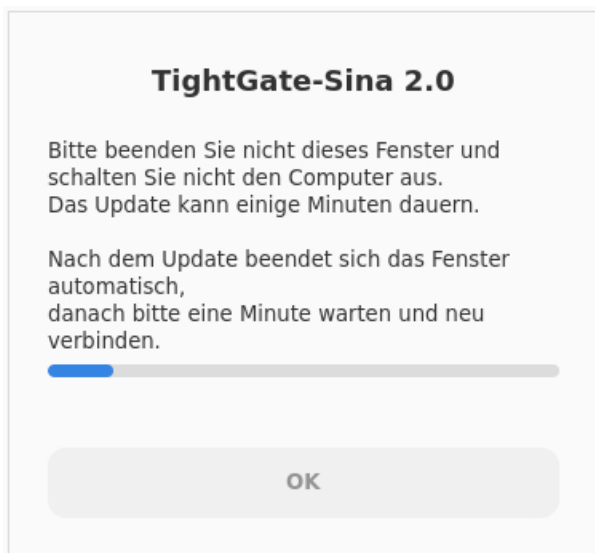 TightGate-Sina 2.0
Bitte beenden Sie nicht dieses Fenster und
schalten Sie nicht den Computer aus.
Das Update kann einige Minuten dauern.
Nach dem Update beendet sich das Fenster
automatisch,
danach bitte eine Minute warten und neu
verbinden.
OK